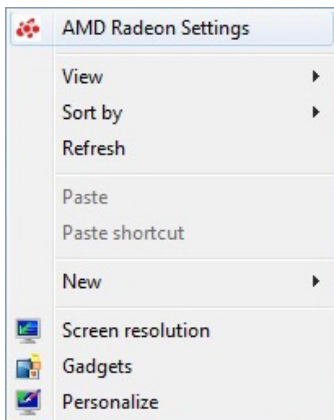 AMD Radeon Settings
View
Sort by
Refresh
Paste
Paste shortcut
New
Screen resolution
Gadgets
Personalize